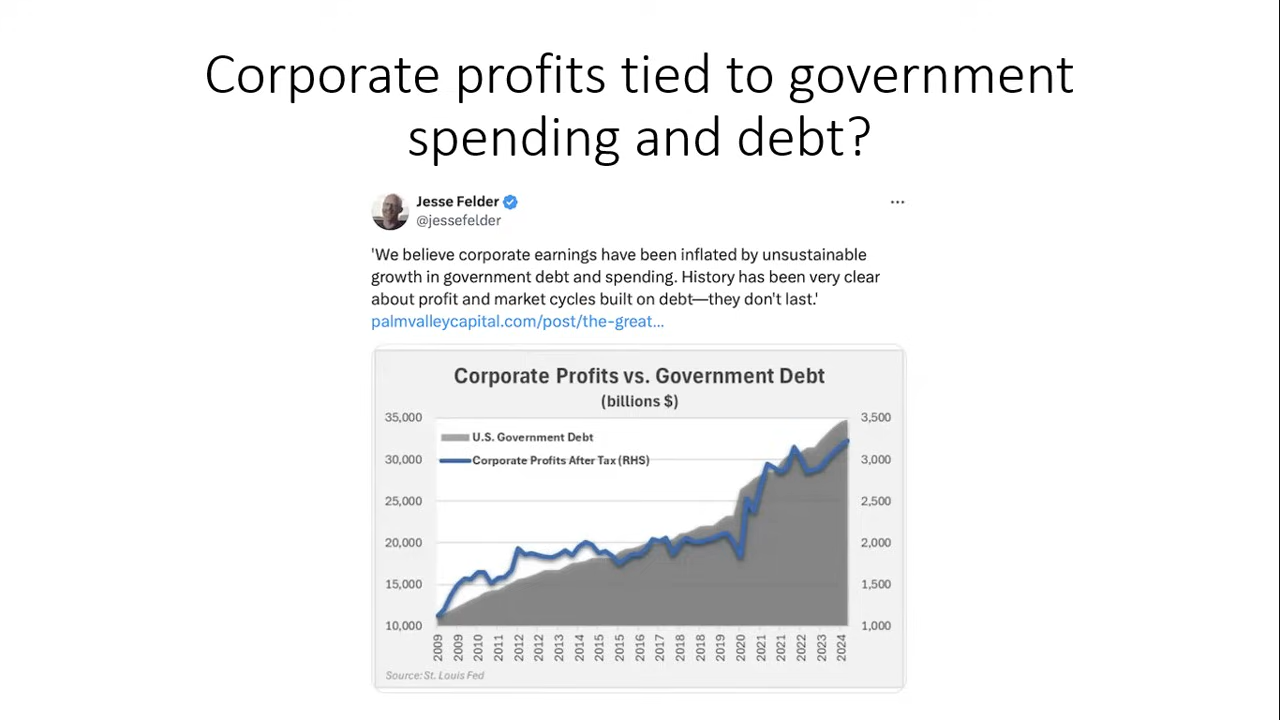 Corporate profits tied to government
spending and debt?
Jesse Felder
@jessefelder
...
'We believe corporate earnings have been inflated by unsustainable
growth in government debt and spending. History has been very clear
about profit and market cycles built on debt—they don't last.'
palmvalleycapital.com/post/the-great...
Corporate Profits vs. Government Debt
(billions $)
35,000
30,000
25,000
20,000
15,000
10,000
U.S. Government Debt
Corporate Profits After Tax (RHS)
3,500
3,000
2,500
2,000
1,500
1,000
2009 2009 2010 2011 2012 2012 2013 2014 2015 2015 2016 2017 2018 2018 2019 2020 2021 2021 2022 2023 2024
Source: St. Louis Fed